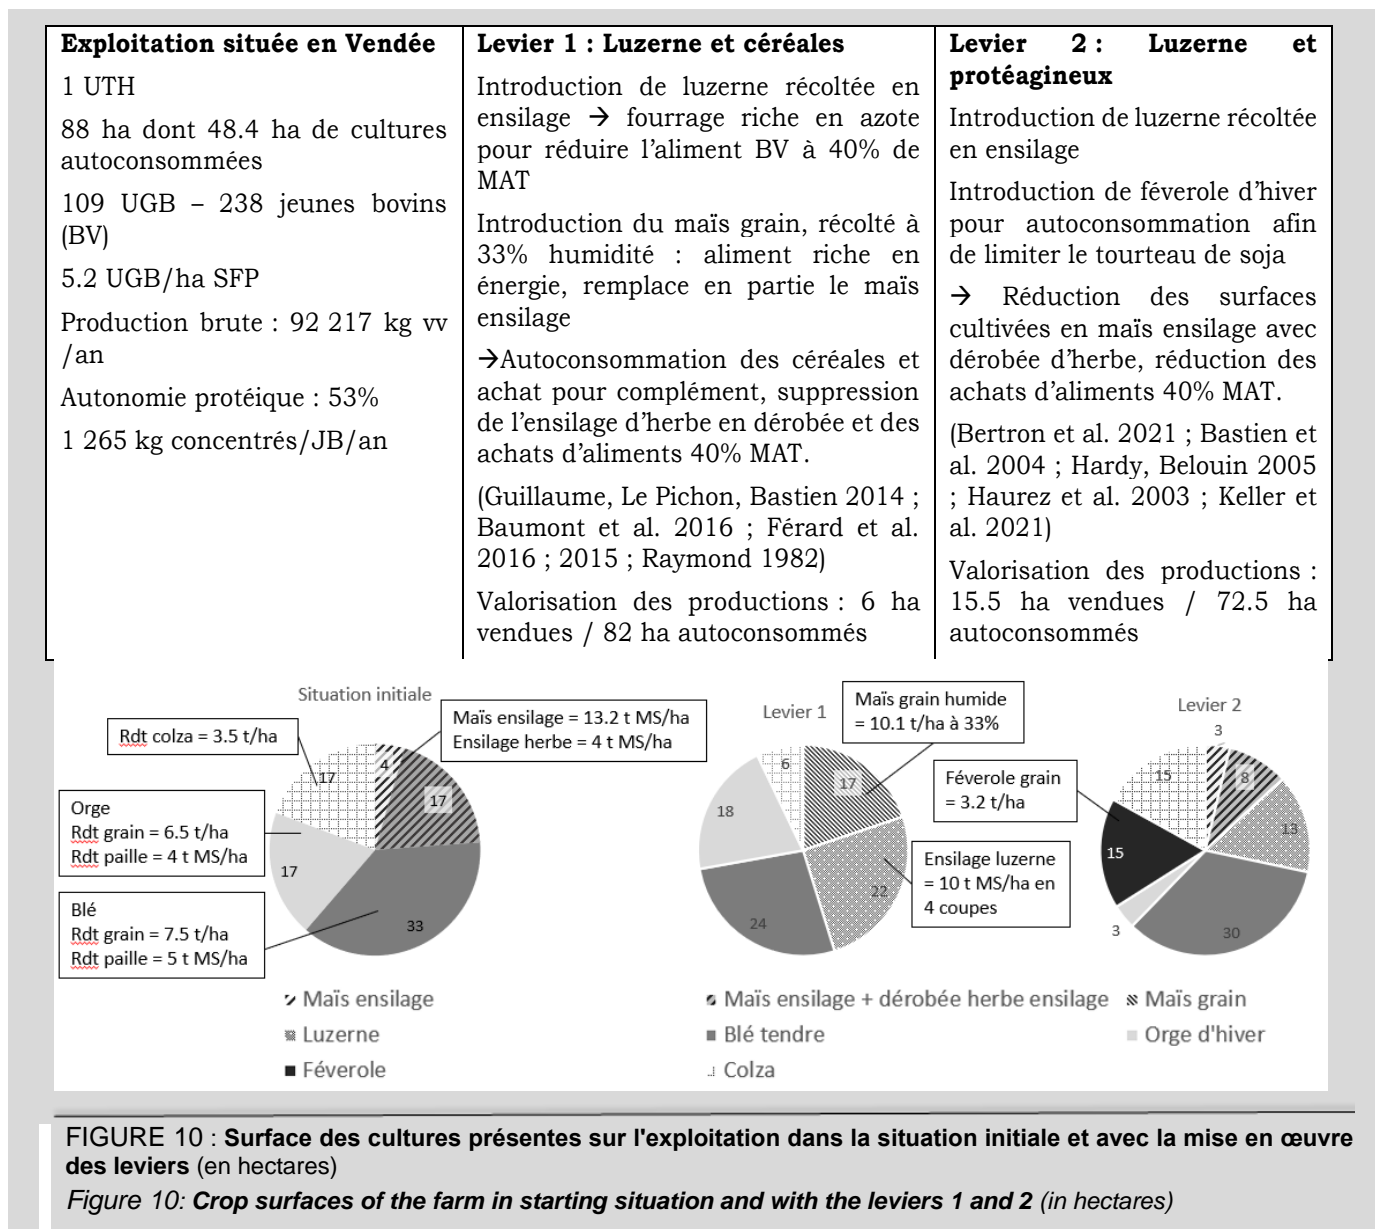 Exploitation située en Vendée
1 UTH
88 ha dont 48.4 ha de cultures
autoconsommées
109 UGB – 238 jeunes bovins
(BV)
5.2 UGB/ha SFP
Production brute : 92 217 kg vv
/an
Autonomie protéique : 53%
1 265 kg concentrés/JB/an
Levier 1 : Luzerne et céréales
Introduction de luzerne récoltée en
ensilage → fourrage riche en azote
pour réduire l’aliment BV à 40% de
MAT
Introduction du maïs grain, récolté à
33% humidité : aliment riche en
énergie, remplace en partie le maïs
ensilage
→Autoconsommation des céréales et
achat pour complément, suppression
de l’ensilage d’herbe en dérobée et des
achats d’aliments 40% MAT.
(Guillaume, Le Pichon, Bastien 2014 ;
Baumont et al. 2016 ; Férard et al.
2016 ; 2015 ; Raymond 1982)
Valorisation des productions : 6 ha
vendues / 82 ha autoconsommés
Levier 2 : Luzerne et
protéagineux
Introduction de luzerne récoltée
en ensilage
Introduction de féverole d’hiver
pour autoconsommation afin
de limiter le tourteau de soja
→ Réduction des surfaces
cultivées en maïs ensilage avec
dérobée d’herbe, réduction des
achats d’aliments 40% MAT.
(Bertron et al. 2021 ; Bastien et
al. 2004 ; Hardy, Belouin 2005
; Haurez et al. 2003 ; Keller et
al. 2021)
Valorisation des productions :
15.5 ha vendues / 72.5 ha
autoconsommés
Situation initiale
Rdt colza = 3.5 t/ha
Maïs ensilage = 13.2 t MS/ha
Ensilage herbe = 4 t MS/ha
Orge
Rdt grain = 6.5 t/ha
Rdt paille = 4 t MS/ha
Blé
Rdt grain = 7.5 t/ha
Rdt paille = 5 t MS/ha
4
17
33
17
17
Levier 1
Maïs grain humide
= 10.1 t/ha à 33%
Ensilage luzerne
= 10 t MS/ha en
4 coupes
17
22
24
18
6
Levier 2
Féverole grain
= 3.2 t/ha
3
8
13
30
3
15
15
Maïs ensilage
Maïs ensilage + dérobée herbe ensilage
Maïs grain
Luzerne
Blé tendre
Orge d'hiver
Féverole
Colza
FIGURE 10 : Surface des cultures présentes sur l'exploitation dans la situation initiale et avec la mise en œuvre
des leviers (en hectares)
Figure 10: Crop surfaces of the farm in starting situation and with the leviers 1 and 2 (in hectares)